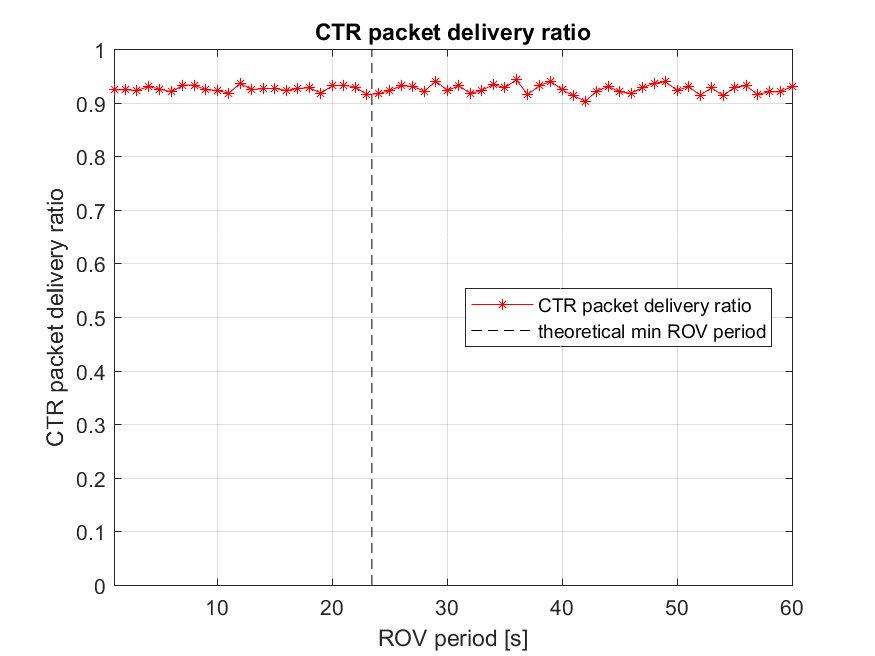 CTR packet delivery ratio
1
0.9
0.8
0.7
0.6
0.5
0.4
0.3
0.2
0.1
0
CTR packet delivery ratio
CTR packet delivery ratio
theoretical min ROV period
10 20 30 40 50 60
ROV period [s]